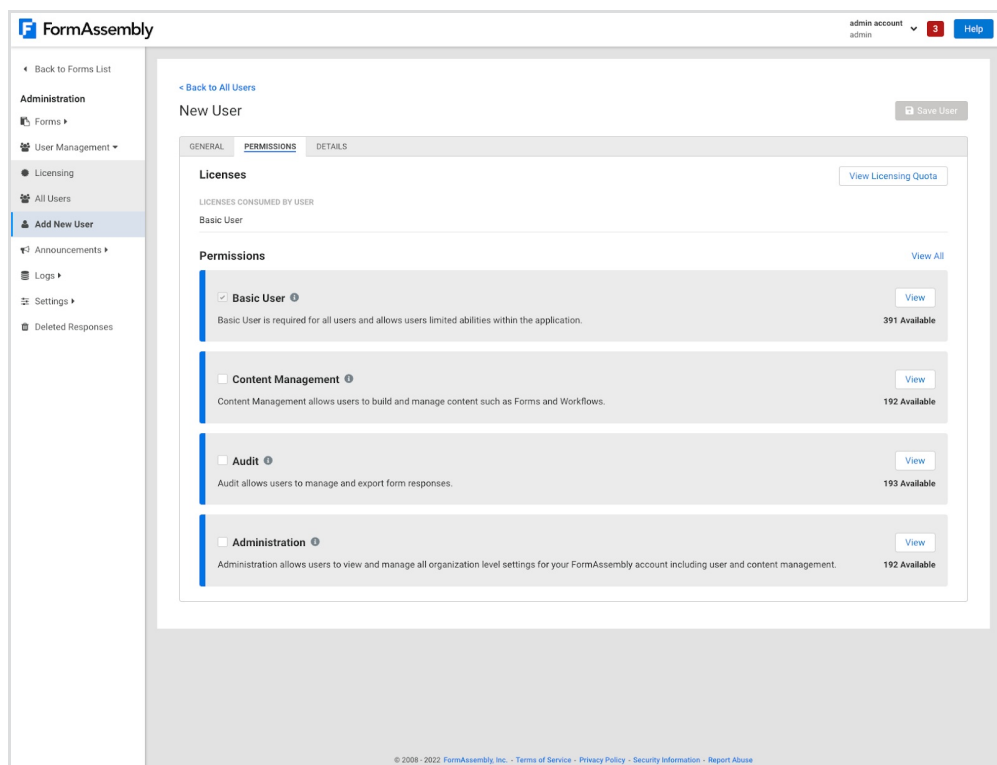 FormAssembly
admin account
admin
3
Help
Back to Forms List
Administration
Forms
User Management
Licensing
All Users
Add New User
Announcements
Logs
Settings
Deleted Responses
< Back to All Users
New User
Save User
GENERAL PERMISSIONS DETAILS
Licenses
View Licensing Quota
LICENSES CONSUMED BY USER
Basic User
Permissions
View All
Basic User
View
Basic User is required for all users and allows users limited abilities within the application.
391 Available
Content Management
View
Content Management allows users to build and manage content such as Forms and Workflows.
192 Available
Audit
View
Audit allows users to manage and export form responses.
193 Available
Administration
View
Administration allows users to view and manage all organization level settings for your FormAssembly account including user and content management.
192 Available
© 2008 - 2022 FormAssembly, Inc. - Terms of Service - Privacy Policy - Security Information - Report Abuse